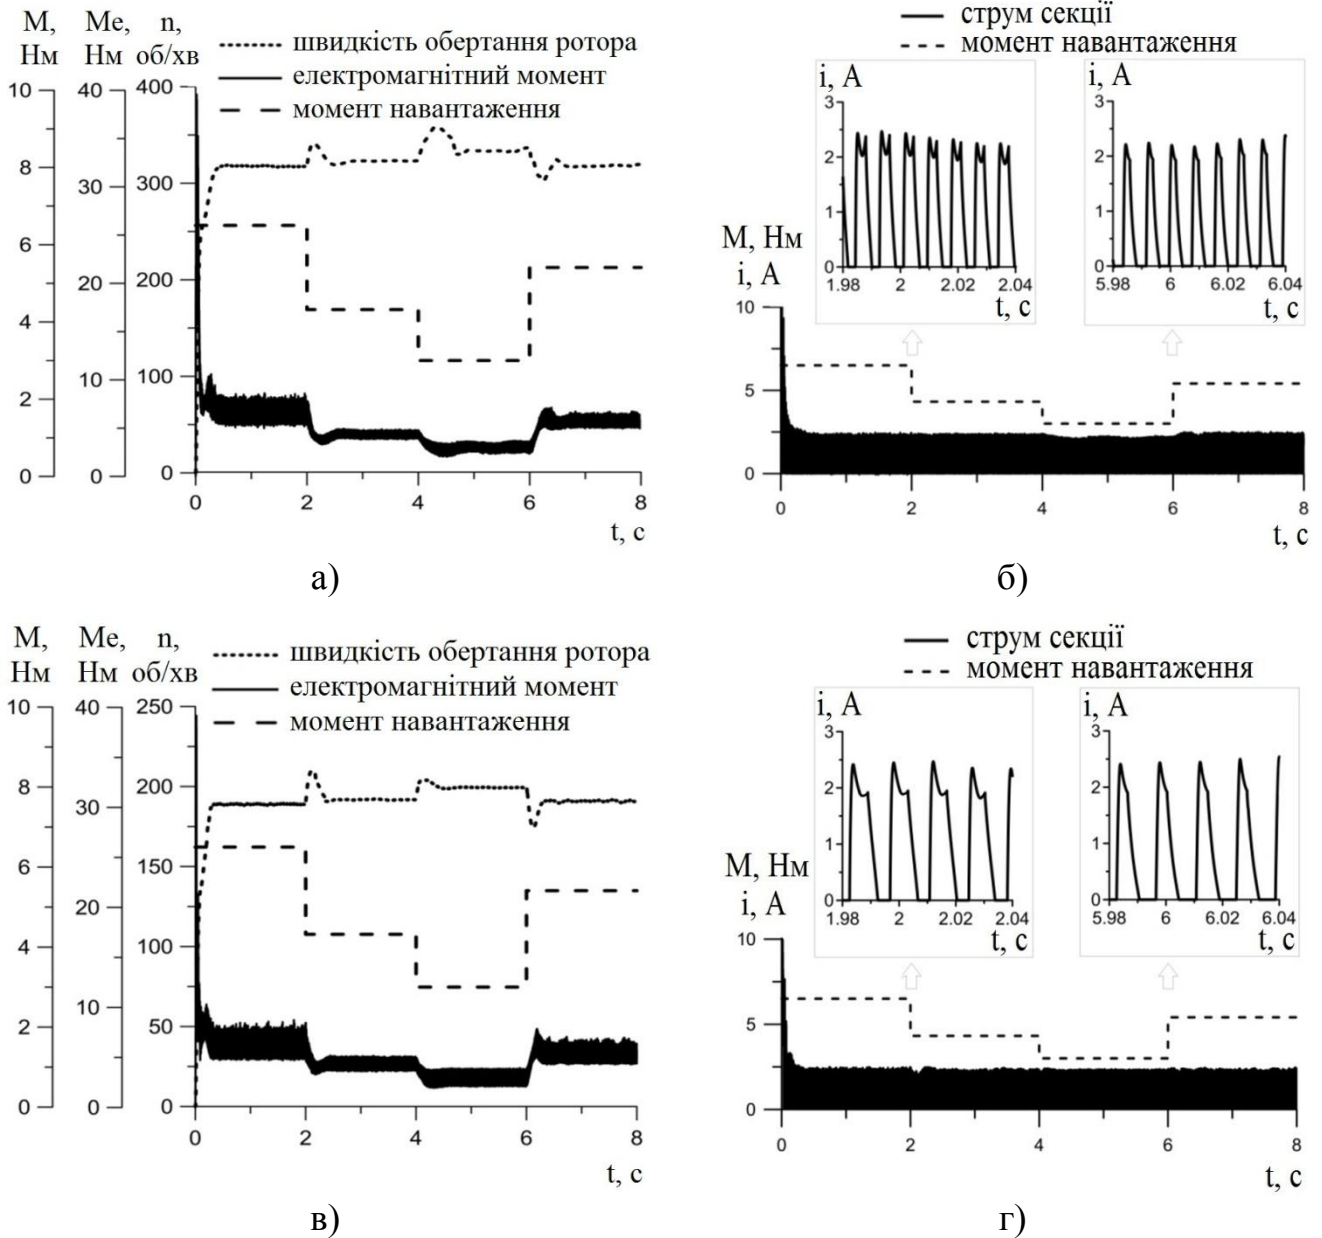 М, Ме, n,
Нм Нм об/хв
швидкість обертання ротора
електромагнітний момент
момент навантаження
10 40 400
8 30 300
6 20 200
4
2 10 100
0 0 0
0 2 4 6 8
t, с
а)
струм секції
момент навантаження
i, А
3
2
1
0
1.98 2 2.02 2.04
t, с
i, А
3
2
1
0
5.98 6 6.02 6.04
t, с
М, Нм
i, А
10
5
0
0 2 4 6 8
t, с
б)
М, Ме, n,
Нм Нм об/хв
швидкість обертання ротора
електромагнітний момент
момент навантаження
10 40 250
8 30 200
6 20 150
4 100
2 10 50
0 0 0
0 2 4 6 8
t, с
в)
струм секції
момент навантаження
i, А
3
2
1
0
1.98 2 2.02 2.04
t, с
i, А
3
2
1
0
5.98 6 6.02 6.04
t, с
М, Нм
i, А
10
5
0
0 2 4 6 8
t, с
г)